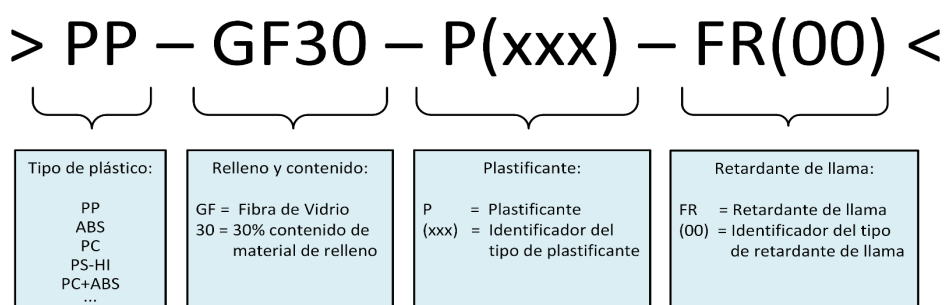 > PP – GF30 – P(xxx) – FR(00) <
Tipo de plástico:
PP
ABS
PC
PS-HI
PC+ABS
...
Relleno y contenido:
GF = Fibra de Vidrio
30 = 30% contenido de
material de relleno
Plastificante:
P = Plastificante
(xxx) = Identificador del
tipo de plastificante
Retardante de llama:
FR = Retardante de llama
(00) = Identificador del tipo
de retardante de llama